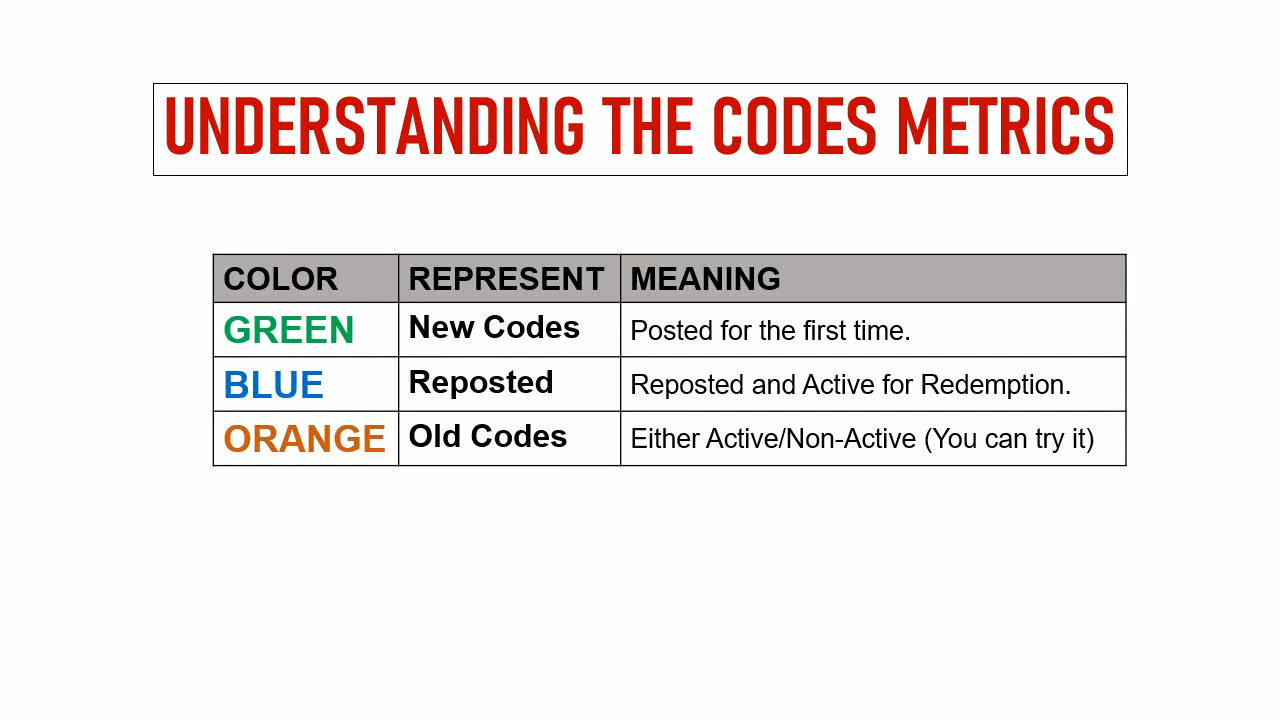 UNDERSTANDING THE CODES METRICS
COLOR REPRESENT MEANING
GREEN New Codes Posted for the first time.
BLUE Reposted Reposted and Active for Redemption.
ORANGE Old Codes Either Active/Non-Active (You can try it)